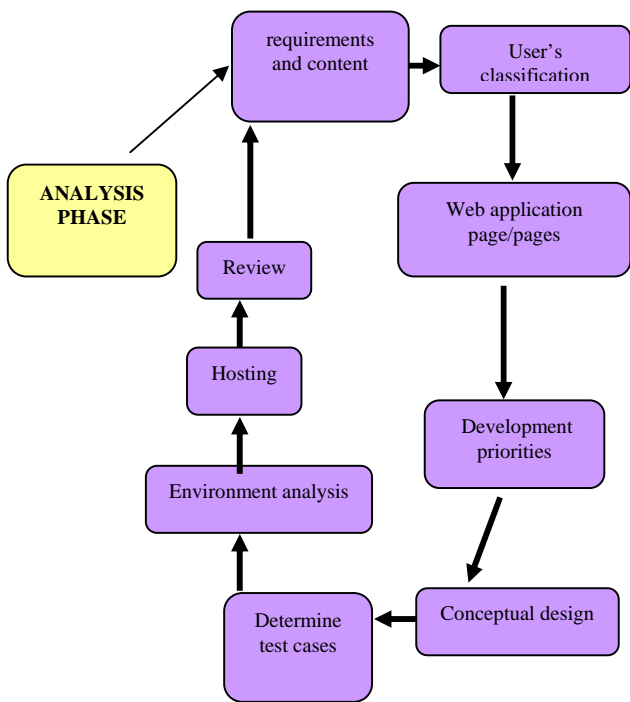 requirements
and content
User's
classification
ANALYSIS
PHASE
Web application
page/pages
Review
Hosting
Development
priorities
Environment analysis
Conceptual design
Determine
test cases